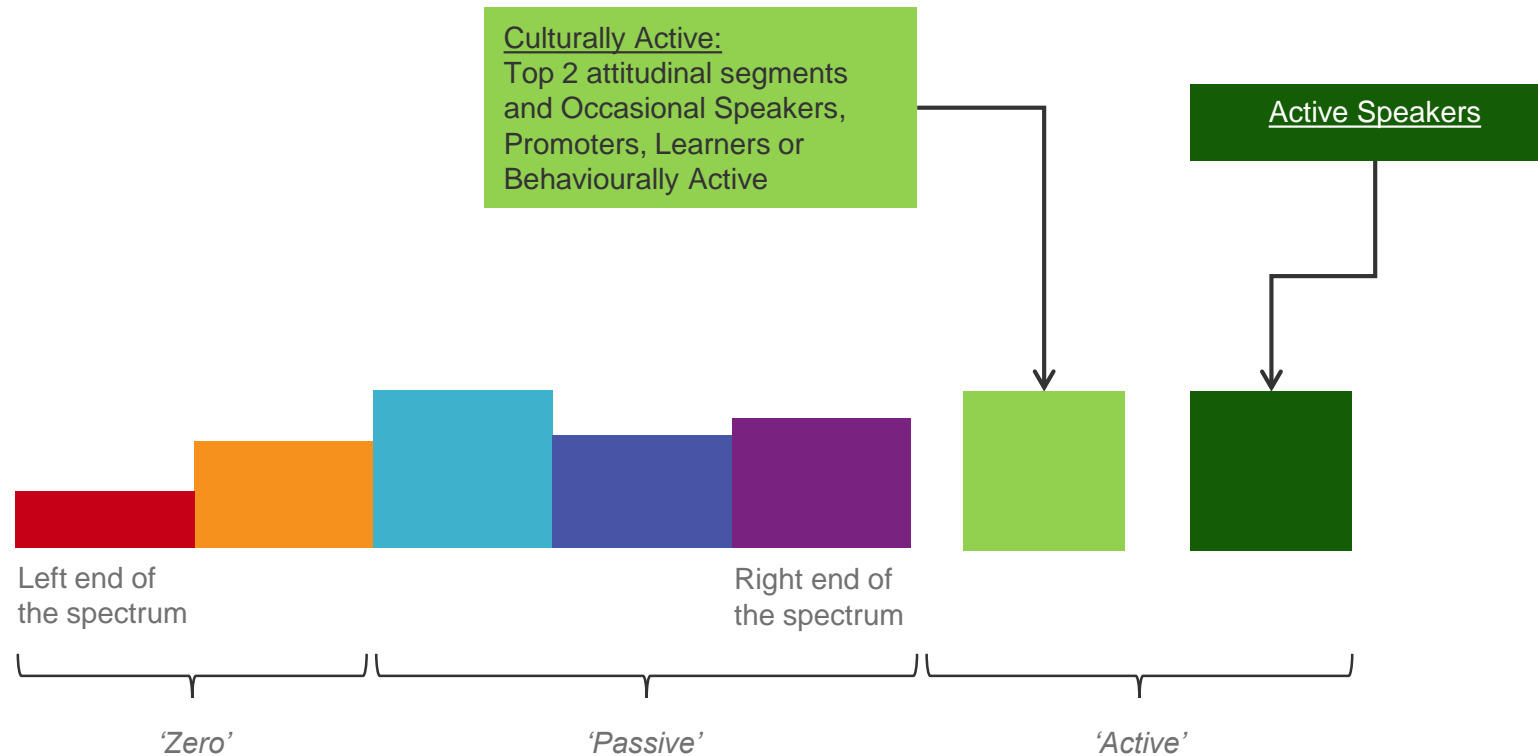 Culturally Active:
Top 2 attitudinal segments
and Occasional Speakers,
Promoters, Learners or
Behaviourally Active
Active Speakers
Left end of
the spectrum
Right end of
the spectrum
‘Zero’
‘Passive’
‘Active’